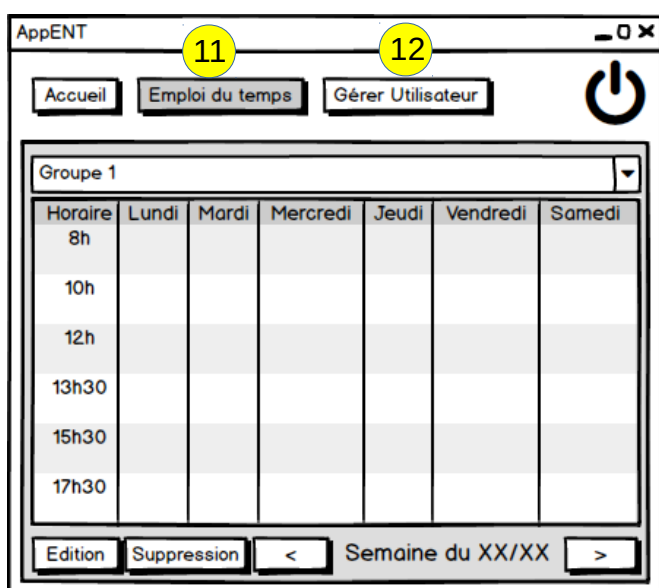 AppENT
11 12
Accueil Emploi du temps Gérer Utilisateur
Groupe 1
Horaire Lundi Mardi Mercredi Jeudi Vendredi Samedi
8h
10h
12h
13h30
15h30
17h30
Edition Suppression < Semaine du XX/XX >